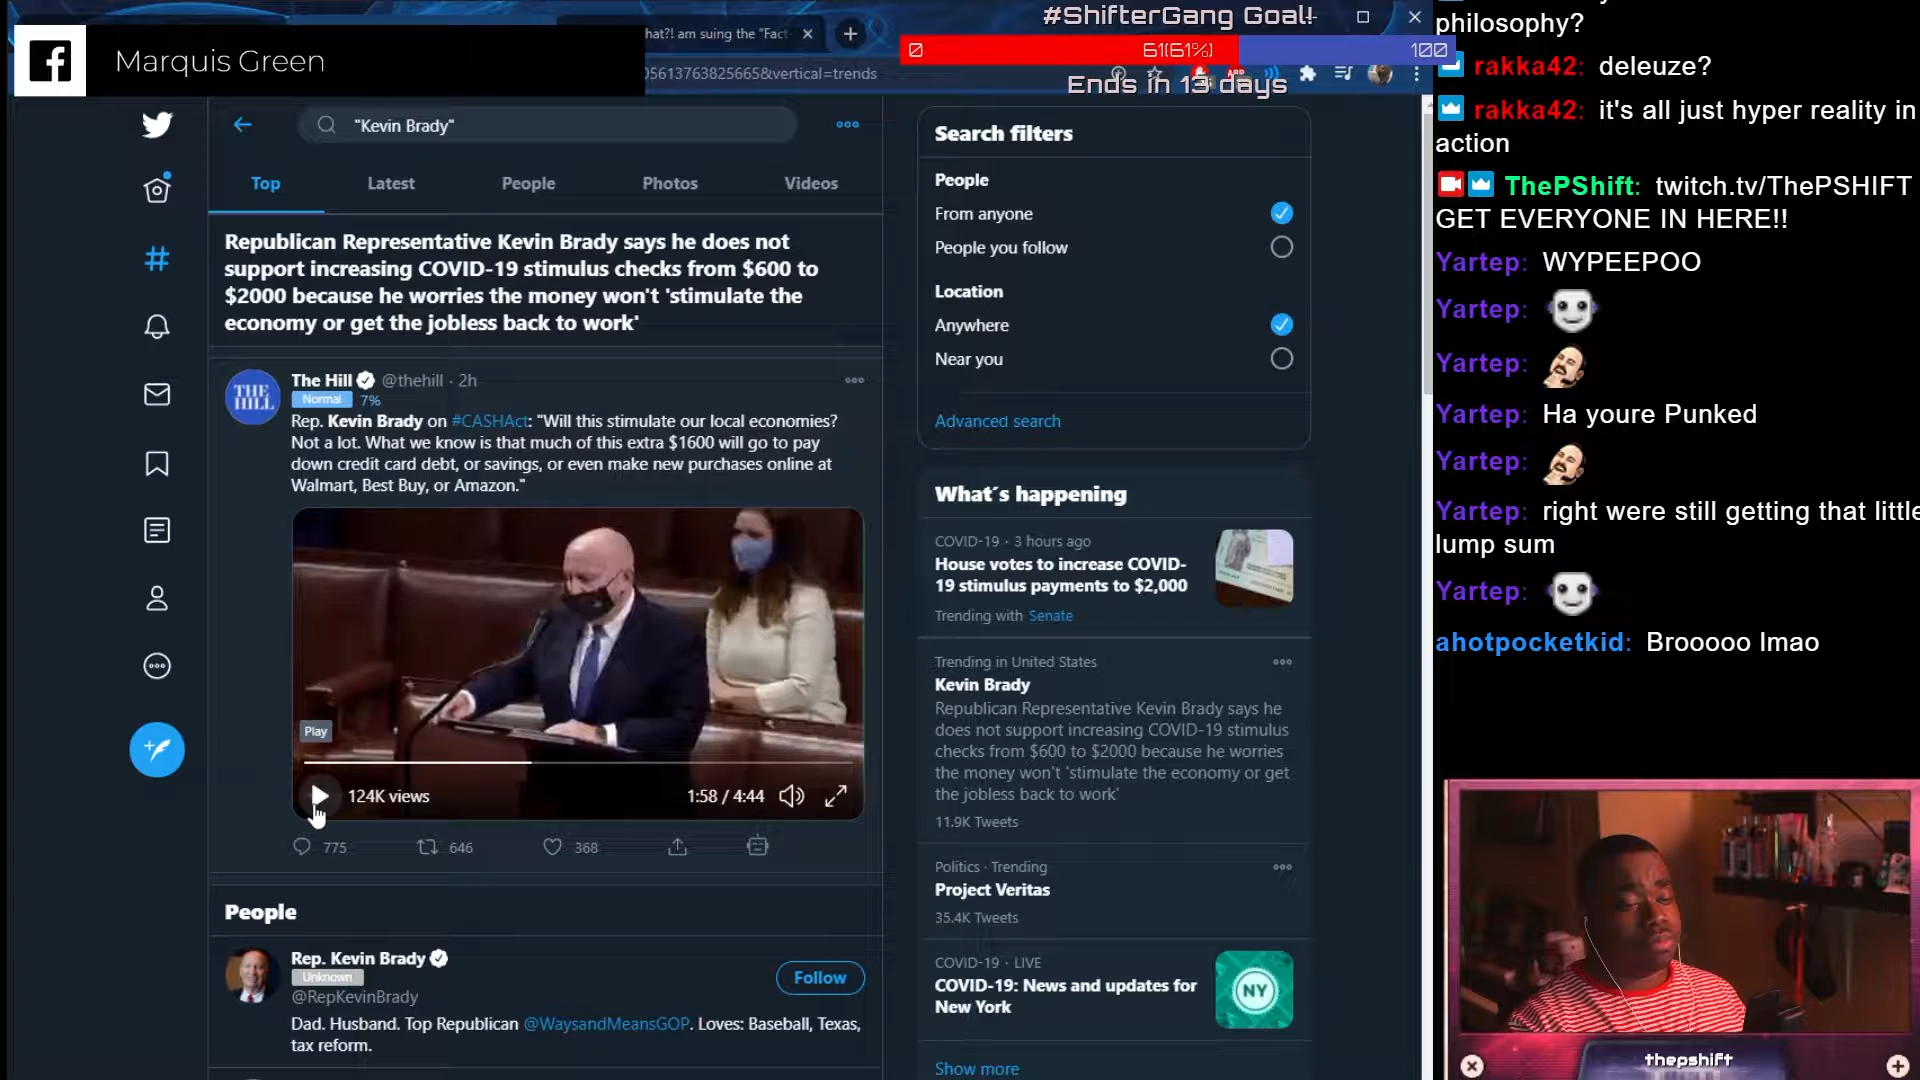 Marquis Green
hat?! am suing the "Fact
05613763825665&vertical=trends
#ShifterGang Goal!
0
61(61%)
100
Ends in 13 days
"Kevin Brady"
Top
Latest
People
Photos
Videos
Republican Representative Kevin Brady says he does not
support increasing COVID-19 stimulus checks from $600 to
$2000 because he worries the money won't 'stimulate the
economy or get the jobless back to work'
THE
HILL
The Hill @thehill · 2h
Normal 7%
Rep. Kevin Brady on #CASHAct: "Will this stimulate our local economies?
Not a lot. What we know is that much of this extra $1600 will go to pay
down credit card debt, or savings, or even make new purchases online at
Walmart, Best Buy, or Amazon."
Play
124K views
1:58 / 4:44
775
646
368
People
Rep. Kevin Brady
Unknown
@RepKevinBrady
Follow
Dad. Husband. Top Republican @WaysandMeansGOP. Loves: Baseball, Texas,
tax reform.
Search filters
People
From anyone
People you follow
Location
Anywhere
Near you
Advanced search
What's happening
COVID-19 · 3 hours ago
House votes to increase COVID-
19 stimulus payments to $2,000
Trending with Senate
Trending in United States
Kevin Brady
Republican Representative Kevin Brady says he
does not support increasing COVID-19 stimulus
checks from $600 to $2000 because he worries
the money won't 'stimulate the economy or get
the jobless back to work'
11.9K Tweets
Politics · Trending
Project Veritas
35.4K Tweets
COVID-19 · LIVE
COVID-19: News and updates for
New York
NY
Show more
philosophy?
rakka42: deleuze?
rakka42: it's all just hyper reality in
action
ThePShift: twitch.tv/ThePSHIFT
GET EVERYONE IN HERE!!
Yartep: WYPEEPOO
Yartep:
Yartep:
Yartep: Ha youre Punked
Yartep:
Yartep: right were still getting that little
lump sum
Yartep:
ahotpocketkid: Brooooo lmao
thepshift